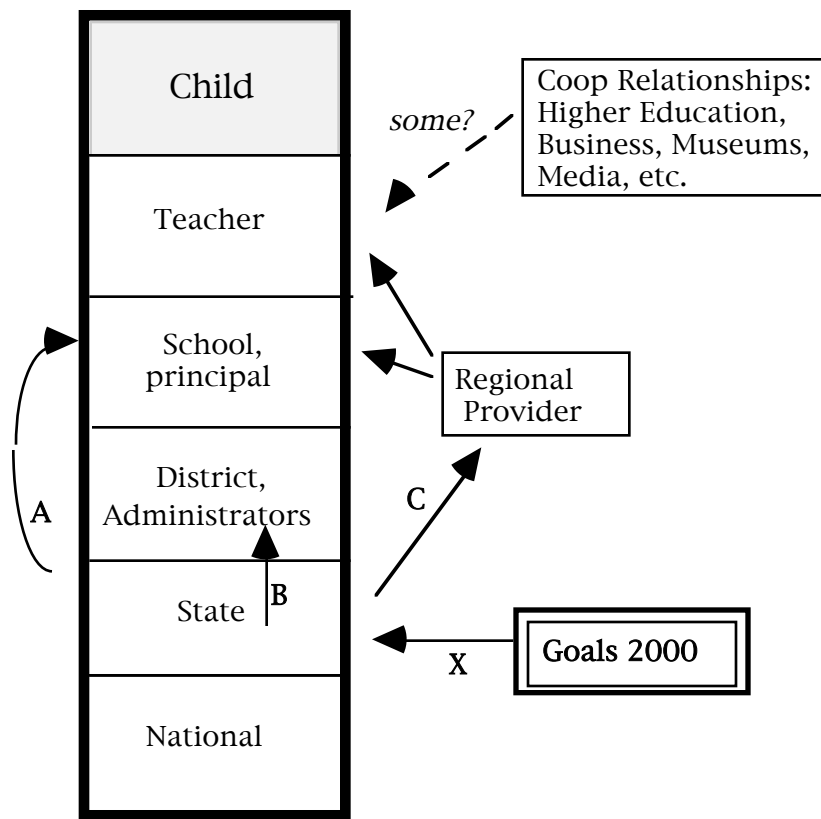 Child
Coop Relationships:
Higher Education,
Business, Museums,
Media, etc.
some?
Teacher
School,
principal
Regional
Provider
District,
Administrators
A
C
B
State
X
Goals 2000
National